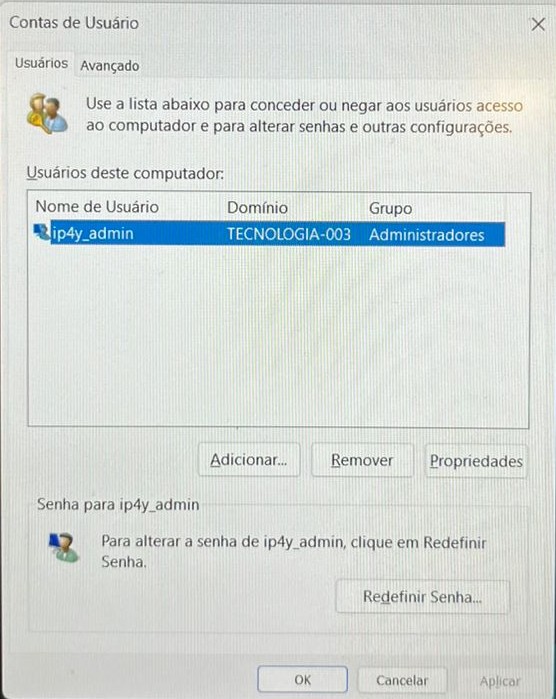 Contas de Usuário
Usuários Avançado
Use a lista abaixo para conceder ou negar aos usuários acesso
ao computador e para alterar senhas e outras configurações.
Usuários deste computador:
Nome de Usuário Domínio Grupo
ip4y_admin TECNOLOGIA-003 Administradores
Adicionar... Remover Propriedades
Senha para ip4y_admin
Para alterar a senha de ip4y_admin, clique em Redefinir
Senha.
Redefinir Senha...
OK Cancelar Aplicar